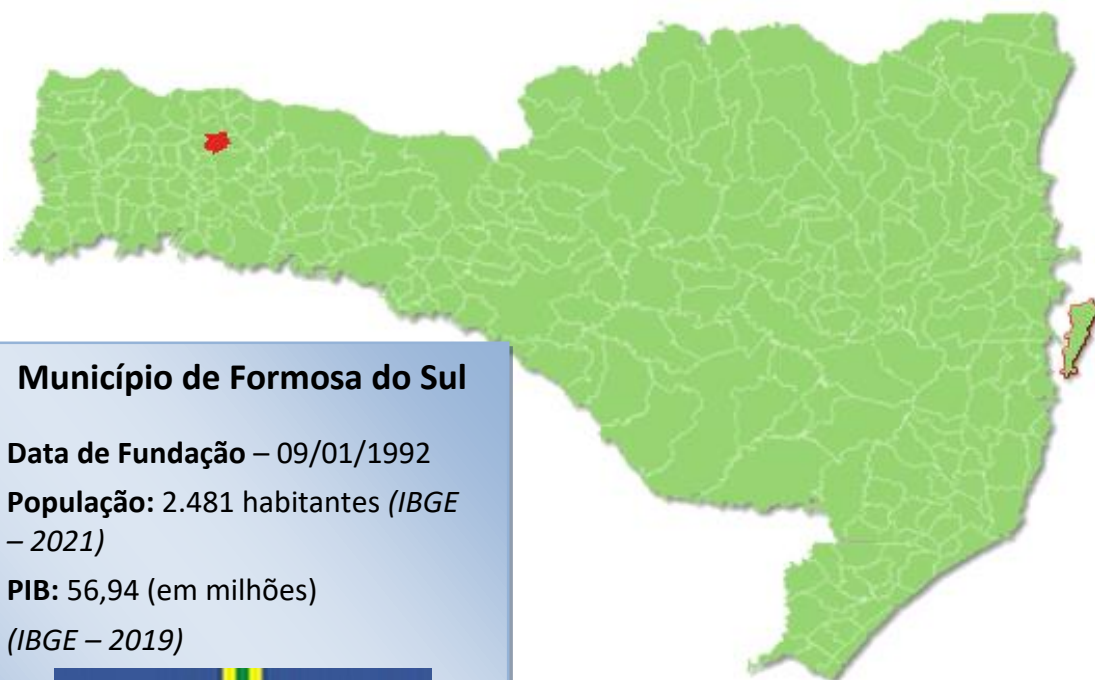 Município de Formosa do Sul
Data de Fundação – 09/01/1992
População: 2.481 habitantes (IBGE
– 2021)
PIB: 56,94 (em milhões)
(IBGE – 2019)